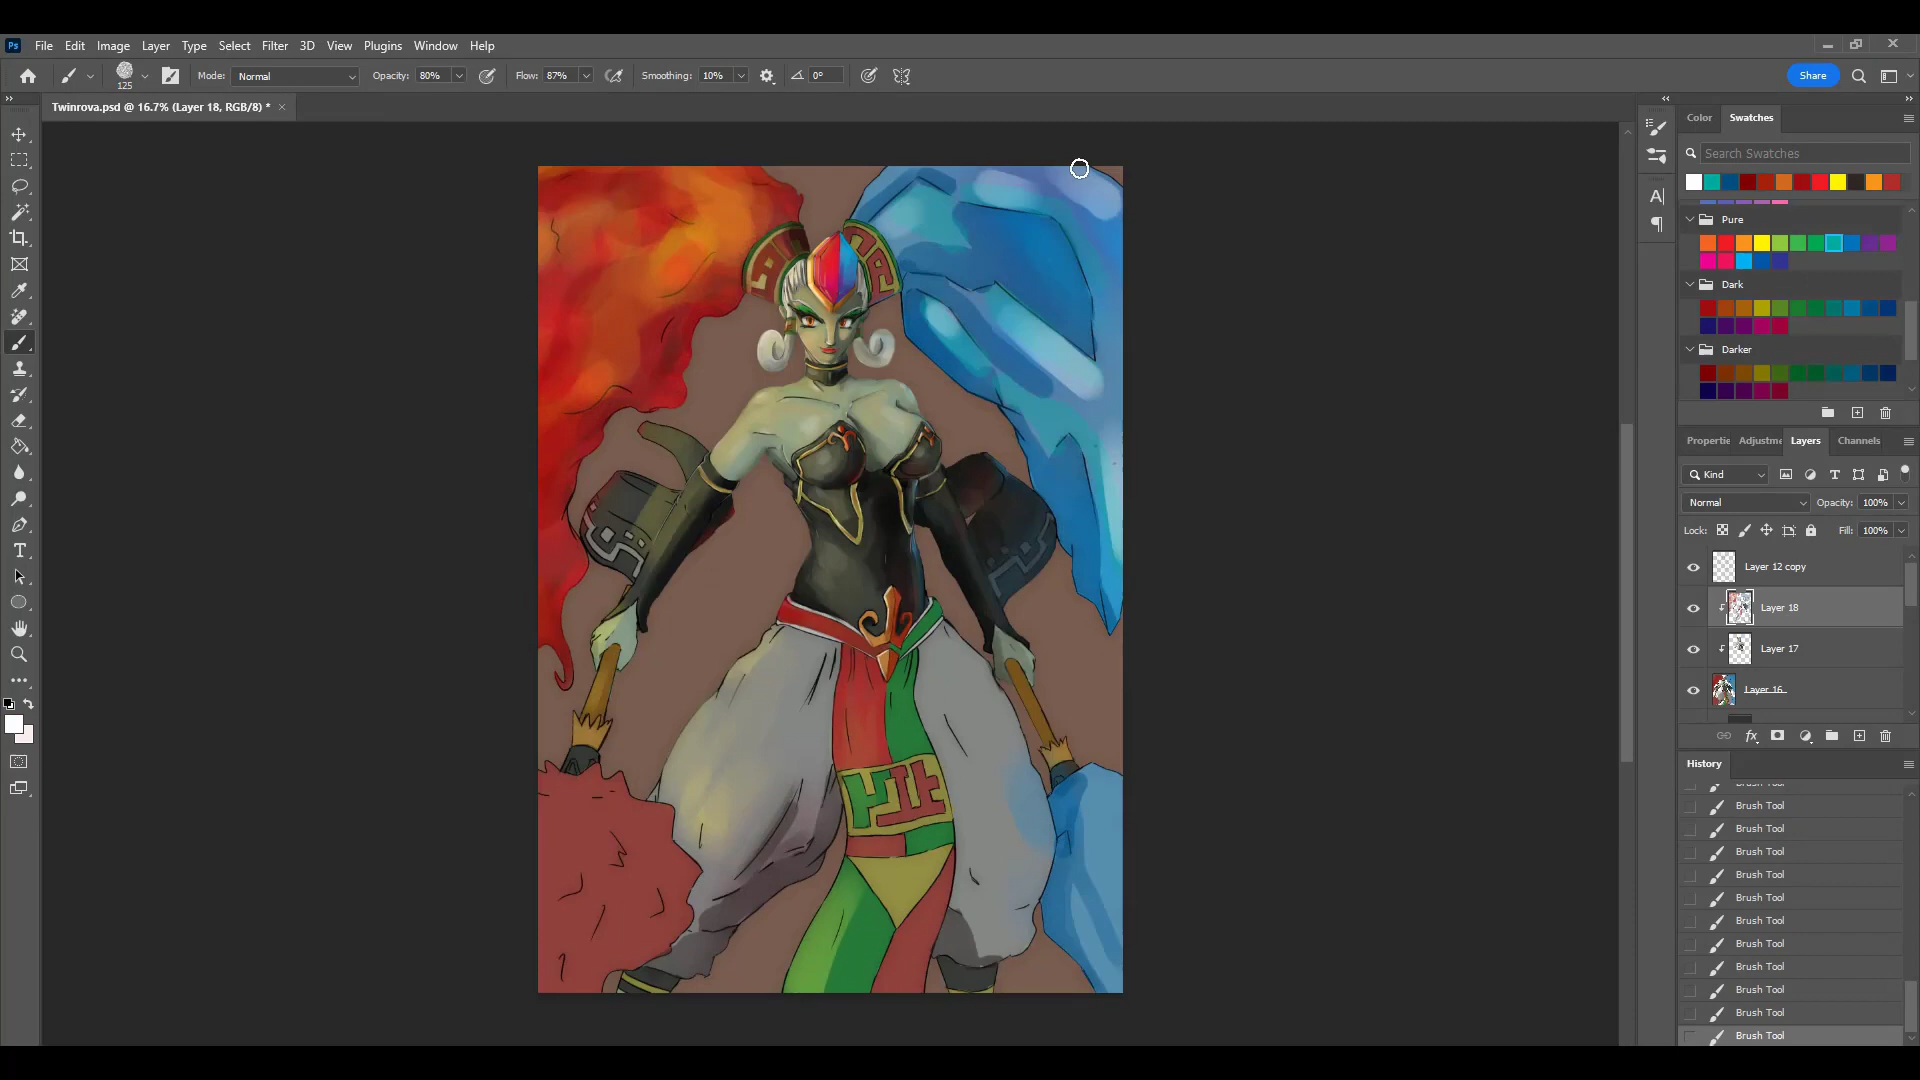 Ps File Edit Image Layer Type Select Filter 3D View Plugins Window Help
125 Mode: Normal Opacity: 80% Flow: 87% Smoothing: 10% 0° Share
Twinrova.psd @ 16.7% (Layer 18, RGB/8) *
Color Swatches
Search Swatches
Pure
Dark
Darker
Propertie Adjustme Layers Channels
Kind
Normal Opacity: 100%
Lock: Fill: 100%
Layer 12 copy
Layer 18
Layer 17
Layer 16
fx
History
Brush Tool
Brush Tool
Brush Tool
Brush Tool
Brush Tool
Brush Tool
Brush Tool
Brush Tool
Brush Tool
Brush Tool
Brush Tool